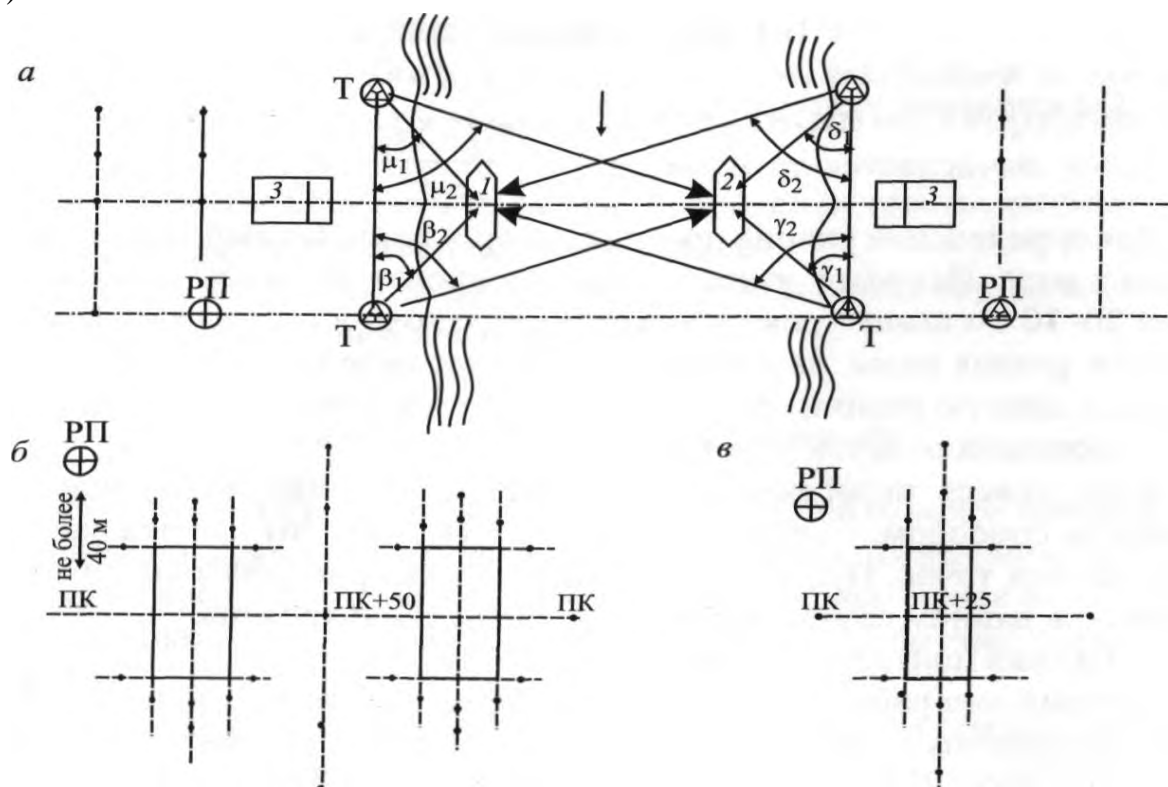 )
а
Т
δ₁
μ₁
μ₂
1
2
δ₂
3
3
β₂
γ₂
β₁
γ₁
РП
РП
Т
Т
б
РП
в
РП
не более
40 м
ПК
ПК+50
ПК
ПК
ПК+25